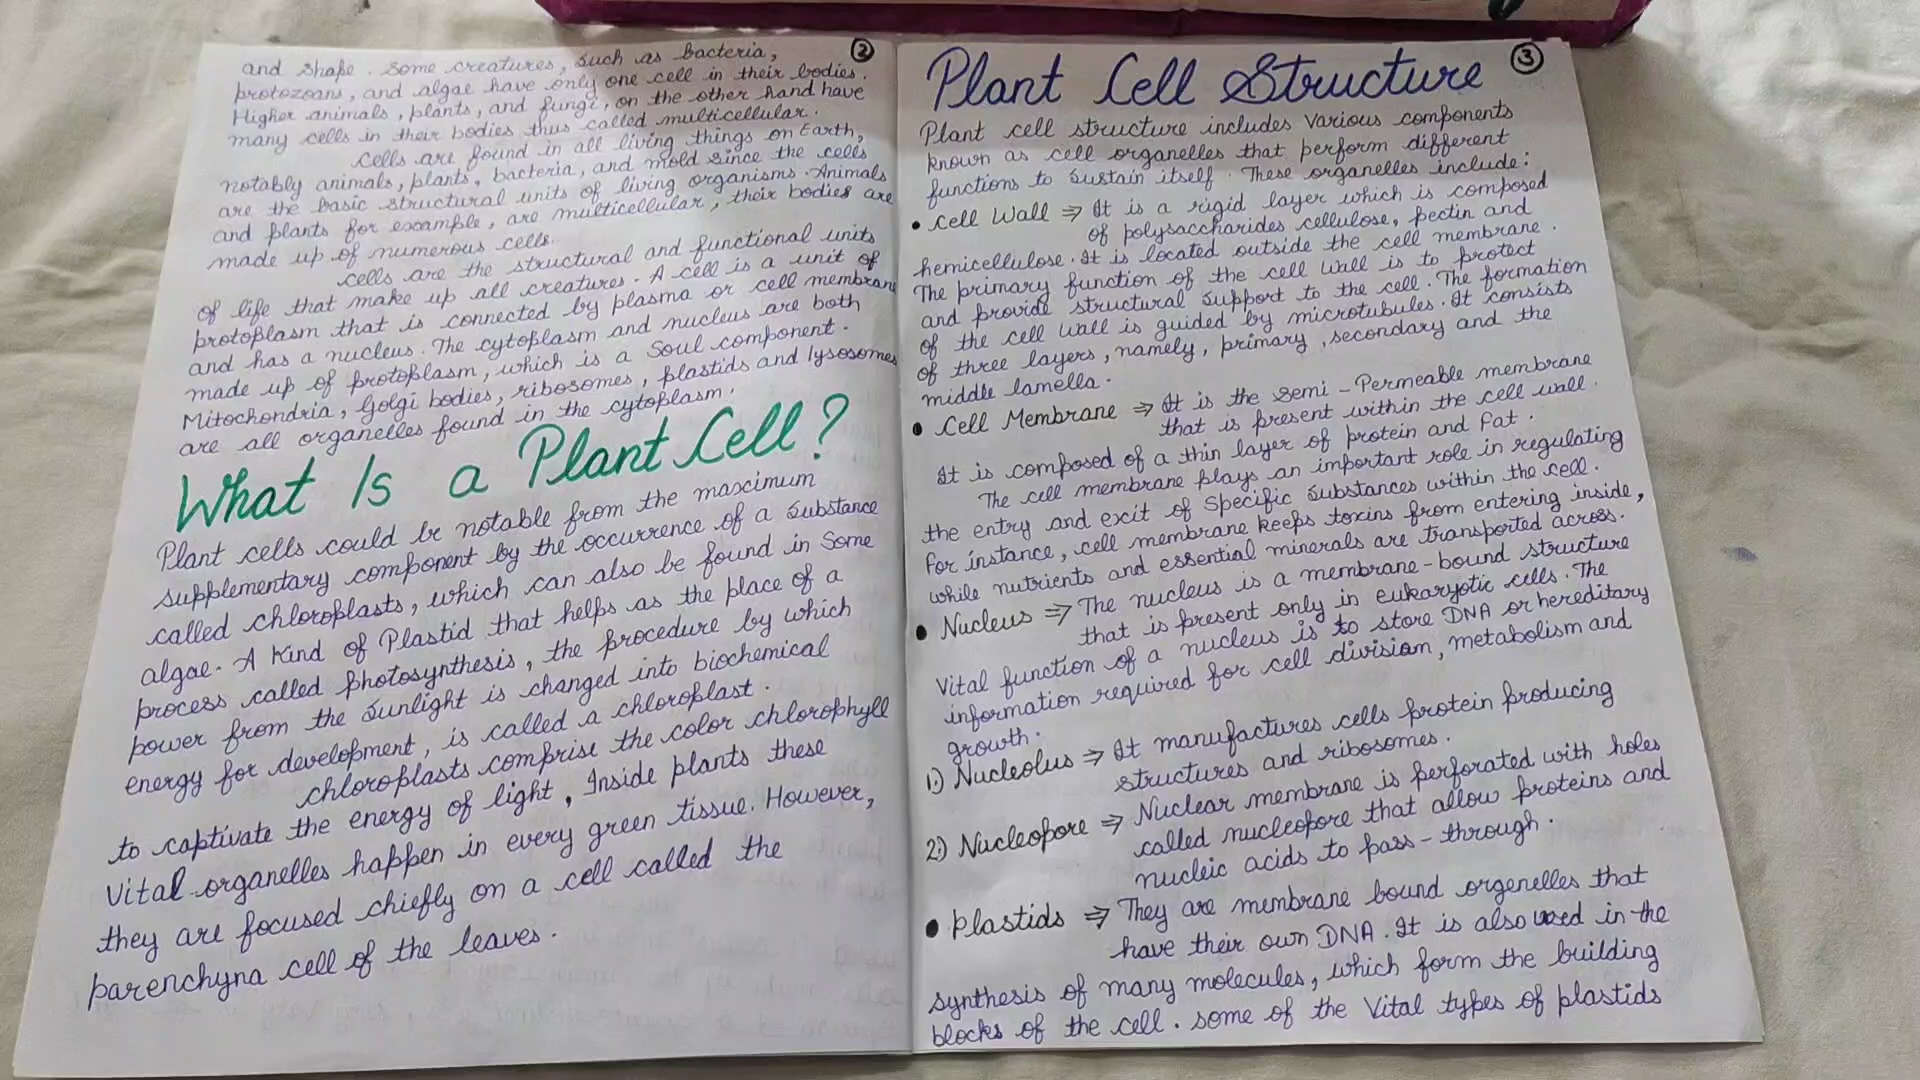 ②
and shape. Some creatures, such as bacteria,
protozoans, and algae have only one cell in their bodies.
Higher animals, plants, and fungi, on the other hand have
many cells in their bodies thus called multicellular.
Cells are found in all living things on Earth,
notably animals, plants, bacteria, and mold since the cells
are the basic structural units of living organisms. Animals
and plants for example, are multicellular, their bodies are
made up of numerous cells.
Cells are the structural and functional units
of life that make up all creatures. A cell is a unit of
protoplasm that is connected by plasma or cell membrane
and has a nucleus. The cytoplasm and nucleus are both
made up of protoplasm, which is a Soul component.
Mitochondria, Golgi bodies, ribosomes, plastids and lysosomes
are all organelles found in the cytoplasm.
What Is a Plant Cell?
Plant cells could be notable from the maximum
supplementary component by the occurrence of a substance
called chloroplasts, which can also be found in Some
algae. A Kind of Plastid that helps as the place of a
process called photosynthesis, the procedure by which
power from the sunlight is changed into biochemical
energy for development, is called a chloroplast.
chloroplasts comprise the color chlorophyll
to captivate the energy of light, Inside plants these
Vital organelles happen in every green tissue. However,
they are focused chiefly on a cell called the
parenchyna cell of the leaves.
③
Plant Cell Structure
Plant cell structure includes Various components
known as cell organelles that perform different
functions to sustain itself. These organelles include:
• Cell Wall ⇒ It is a rigid layer which is composed
of polysaccharides cellulose, pectin and
hemicellulose. It is located outside the cell membrane.
The primary function of the cell wall is to protect
and provide structural support to the cell. The formation
of the cell wall is guided by microtubules. It consists
of three layers, namely, primary, secondary and the
middle lamella.
• Cell Membrane ⇒ It is the Semi-Permeable membrane
that is present within the cell wall.
It is composed of a thin layer of protein and Fat.
The cell membrane plays an important role in regulating
the entry and exit of Specific substances within the cell.
For instance, cell membrane keeps toxins from entering inside,
while nutrients and essential minerals are transported across.
• Nucleus ⇒ The nucleus is a membrane-bound structure
that is present only in eukaryotic cells. The
Vital function of a nucleus is to store DNA or hereditary
information required for cell division, metabolism and
growth.
1.) Nucleolus ⇒ It manufactures cells protein producing
structures and ribosomes.
2.) Nucleopore ⇒ Nuclear membrane is perforated with holes
called nucleopore that allow proteins and
nucleic acids to pass-through.
• Plastids ⇒ They are membrane bound orgenelles that
have their own DNA. It is also used in the
synthesis of many molecules, which form the building
blocks of the cell. some of the Vital types of plastids